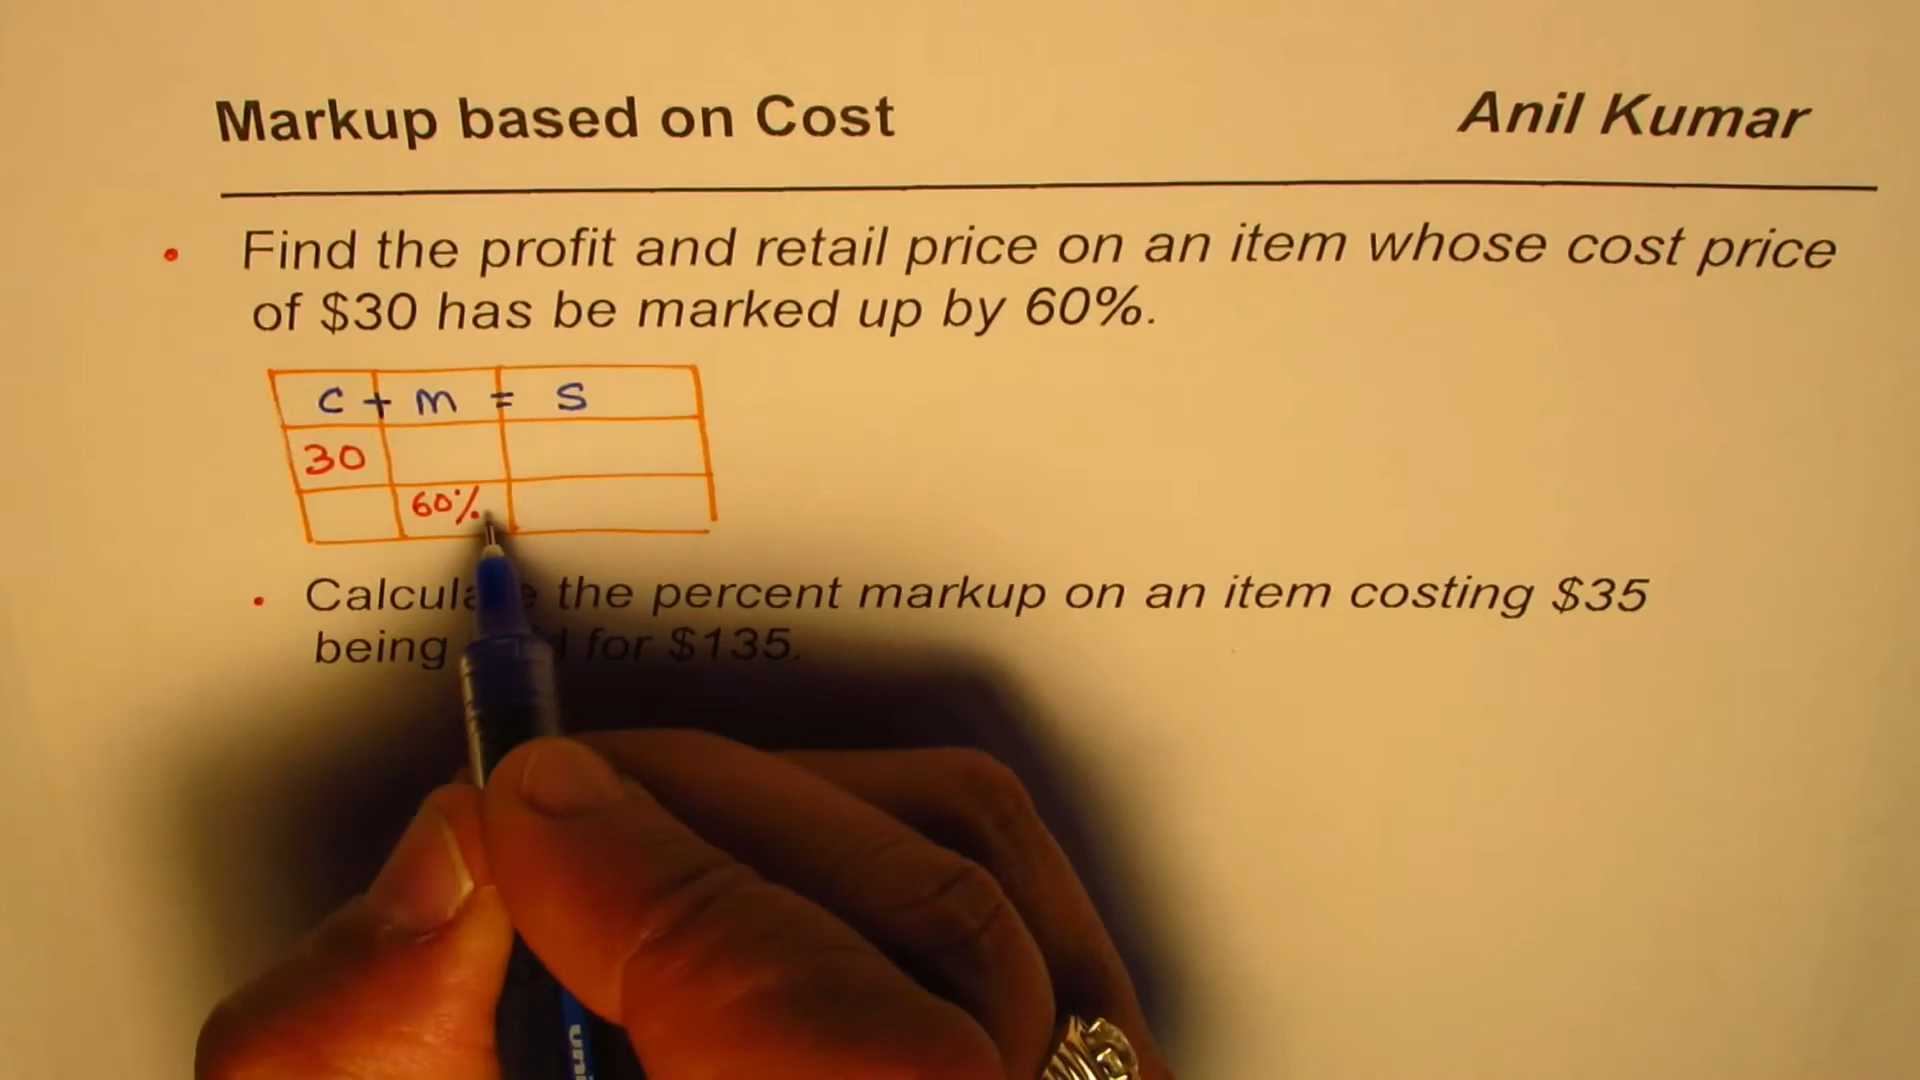 Markup based on Cost
Anil Kumar
• Find the profit and retail price on an item whose cost price
of $30 has be marked up by 60%.
C + M = S
30
60%
• the percent markup on an item costing $35
being for $135.
uni